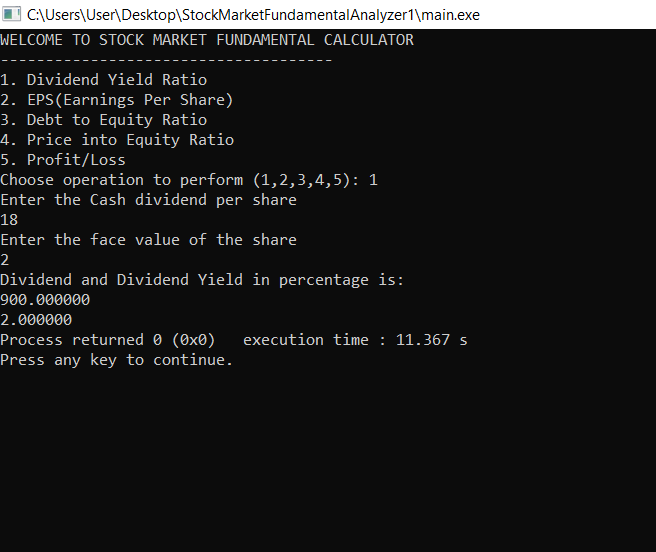 C:\Users\User\Desktop\StockMarketFundamentalAnalyzer1\main.exe
WELCOME TO STOCK MARKET FUNDAMENTAL CALCULATOR
-------------------------------------
1. Dividend Yield Ratio
2. EPS(Earnings Per Share)
3. Debt to Equity Ratio
4. Price into Equity Ratio
5. Profit/Loss
Choose operation to perform (1,2,3,4,5): 1
Enter the Cash dividend per share
18
Enter the face value of the share
2
Dividend and Dividend Yield in percentage is:
900.000000
2.000000
Process returned 0 (0x0)   execution time : 11.367 s
Press any key to continue.